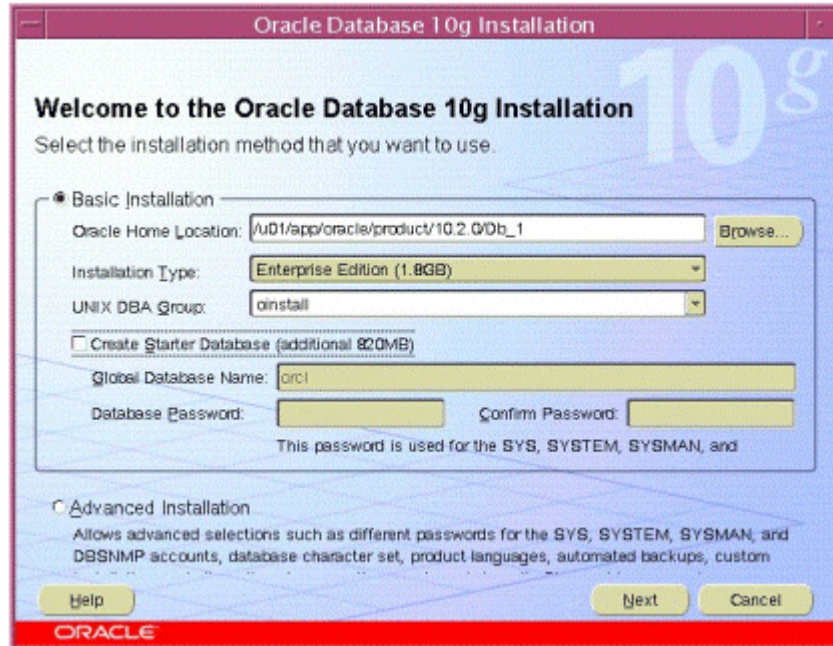 Oracle Database 10g Installation
10g
Welcome to the Oracle Database 10g Installation
Select the installation method that you want to use.
Basic Installation
Oracle Home Location: /u01/app/oracle/product/10.2.0/Db_1 Browse...
Installation Type: Enterprise Edition (1.8GB)
UNIX DBA Group: oinstall
Create Starter Database (additional 820MB)
Global Database Name: orcl
Database Password: Confirm Password:
This password is used for the SYS, SYSTEM, SYSMAN, and
Advanced Installation
Allows advanced selections such as different passwords for the SYS, SYSTEM, SYSMAN, and
DBSNMP accounts, database character set, product languages, automated backups, custom
Help Next Cancel
ORACLE